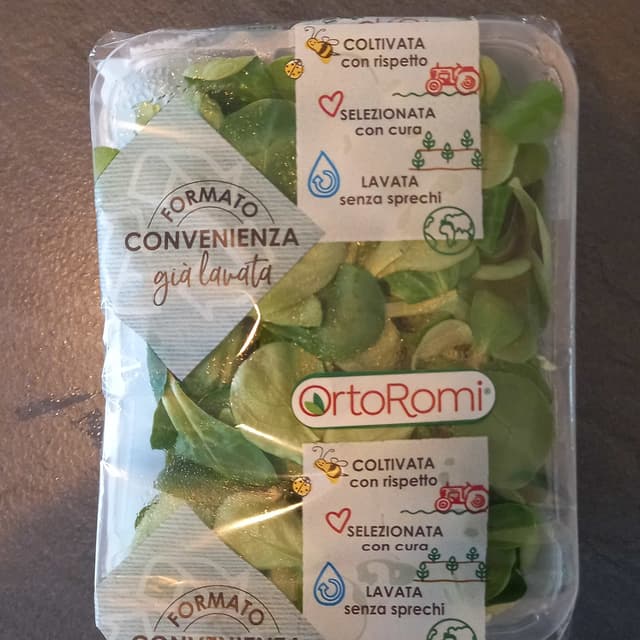 COLTIVATA
con rispetto
SELEZIONATA
con cura
LAVATA
senza sprechi
FORMATO
CONVENIENZA
già lavata
OrtoRomi®
COLTIVATA
con rispetto
SELEZIONATA
con cura
LAVATA
senza sprechi
FORMATO
CONVENIENZA